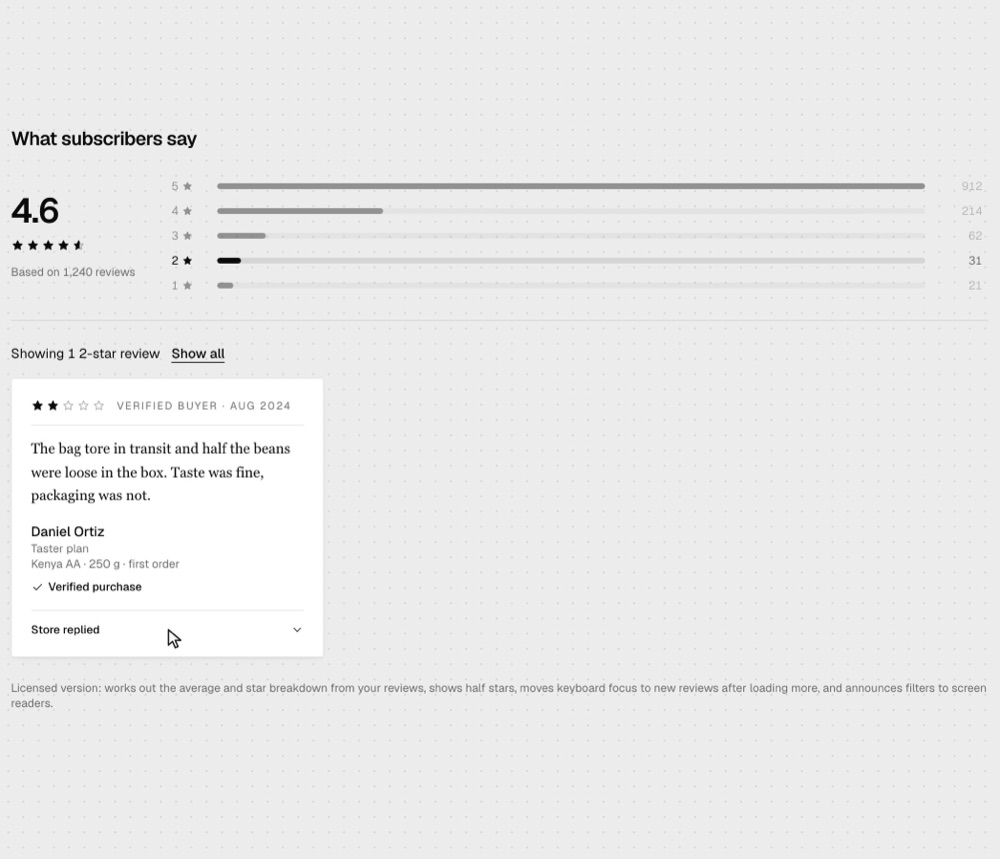 What subscribers say
4.6
Based on 1,240 reviews
5 ★ 912
4 ★ 214
3 ★ 62
2 ★ 31
1 ★ 21
Showing 1 2-star review Show all
VERIFIED BUYER · AUG 2024
The bag tore in transit and half the beans
were loose in the box. Taste was fine,
packaging was not.
Daniel Ortiz
Taster plan
Kenya AA · 250 g · first order
Verified purchase
Store replied
Licensed version: works out the average and star breakdown from your reviews, shows half stars, moves keyboard focus to new reviews after loading more, and announces filters to screen
readers.